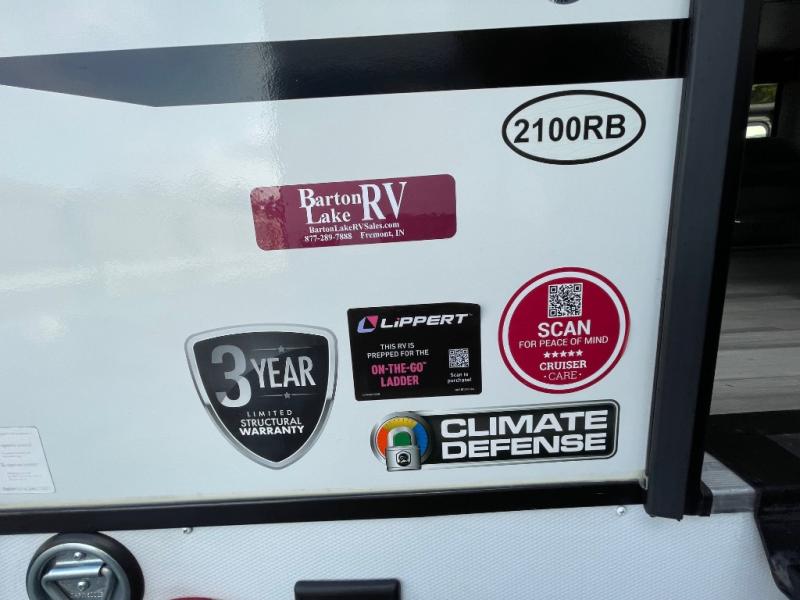 2100RB
Barton
Lake RV
BartonLakeRVSales.com
877-289-7888 Fremont, IN
LIPPERT
THIS RV IS
PREPPED FOR THE
ON-THE-GO™
LADDER
Scan to
purchase!
SCAN
FOR PEACE OF MIND
★★★★★
CRUISER
• CARE •
3 YEAR
LIMITED
STRUCTURAL
WARRANTY
CLIMATE
DEFENSE